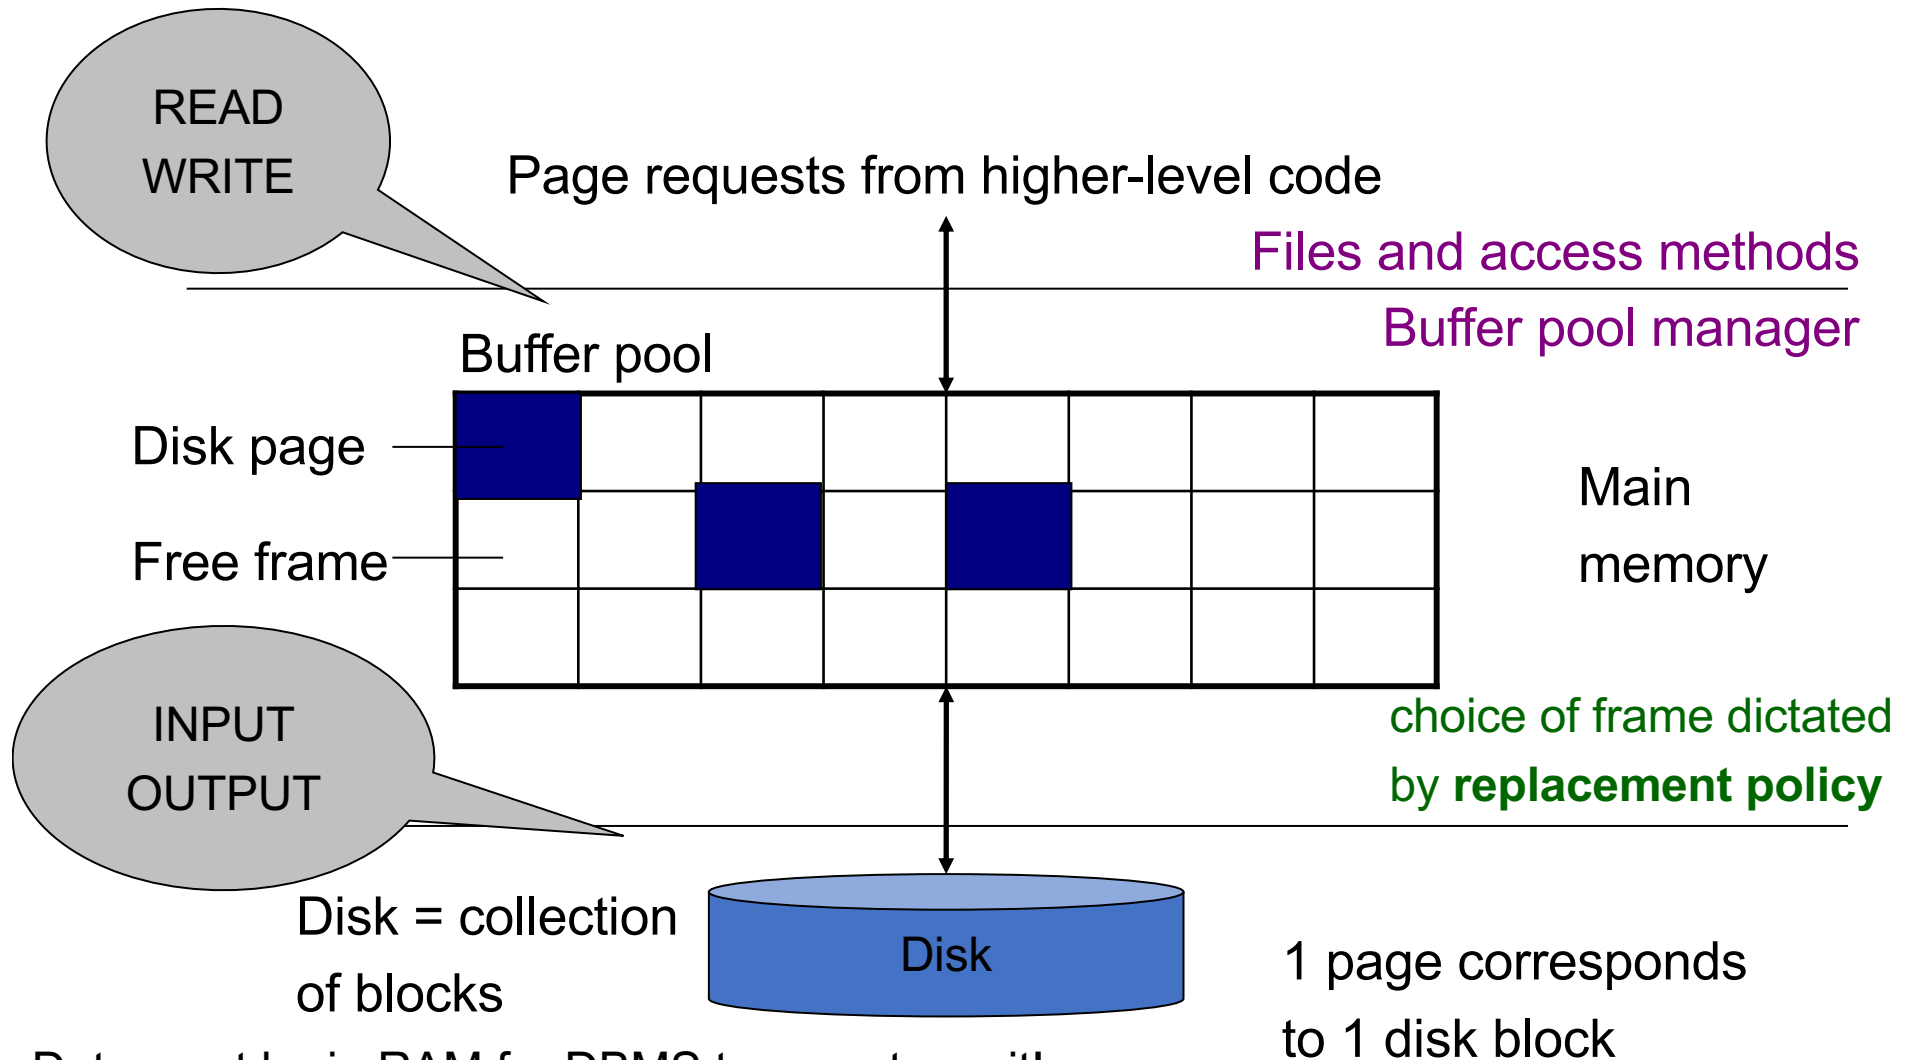 READ
WRITE
Page requests from higher-level code
Files and access methods
Buffer pool manager
Buffer pool
Disk page
Free frame
Main
memory
INPUT
OUTPUT
choice of frame dictated
by replacement policy
Disk = collection
of blocks
Disk
1 page corresponds
to 1 disk block